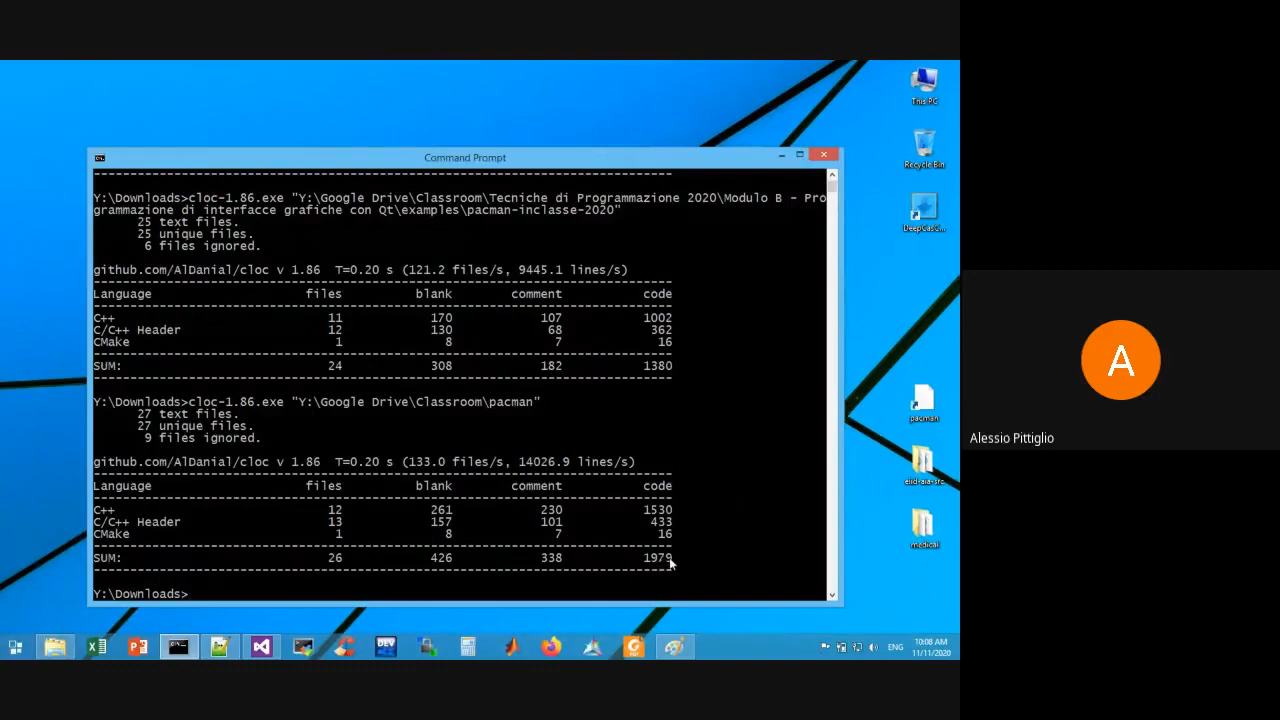 This PC
Recycle Bin
DeepCasC...
Command Prompt
Y:\Downloads>cloc-1.86.exe "Y:\Google Drive\Classroom\Tecniche di Programmazione 2020\Modulo B - Pro
grammazione di interfacce grafiche con Qt\examples\pacman-inclasse-2020"
25 text files.
25 unique files.
6 files ignored.
github.com/AlDanial/cloc v 1.86 T=0.20 s (121.2 files/s, 9445.1 lines/s)
Language files blank comment code
C++ 11 170 107 1002
C/C++ Header 12 130 68 362
CMake 1 8 7 16
SUM: 24 308 182 1380
Y:\Downloads>cloc-1.86.exe "Y:\Google Drive\Classroom\pacman"
27 text files.
27 unique files.
9 files ignored.
github.com/AlDanial/cloc v 1.86 T=0.20 s (133.0 files/s, 14026.9 lines/s)
Language files blank comment code
C++ 12 261 230 1530
C/C++ Header 13 157 101 433
CMake 1 8 7 16
SUM: 26 426 338 1979
Y:\Downloads>
pacman
eiid-aia-src
medical
DEV
ENG
10:08 AM
11/11/2020
A
Alessio Pittiglio